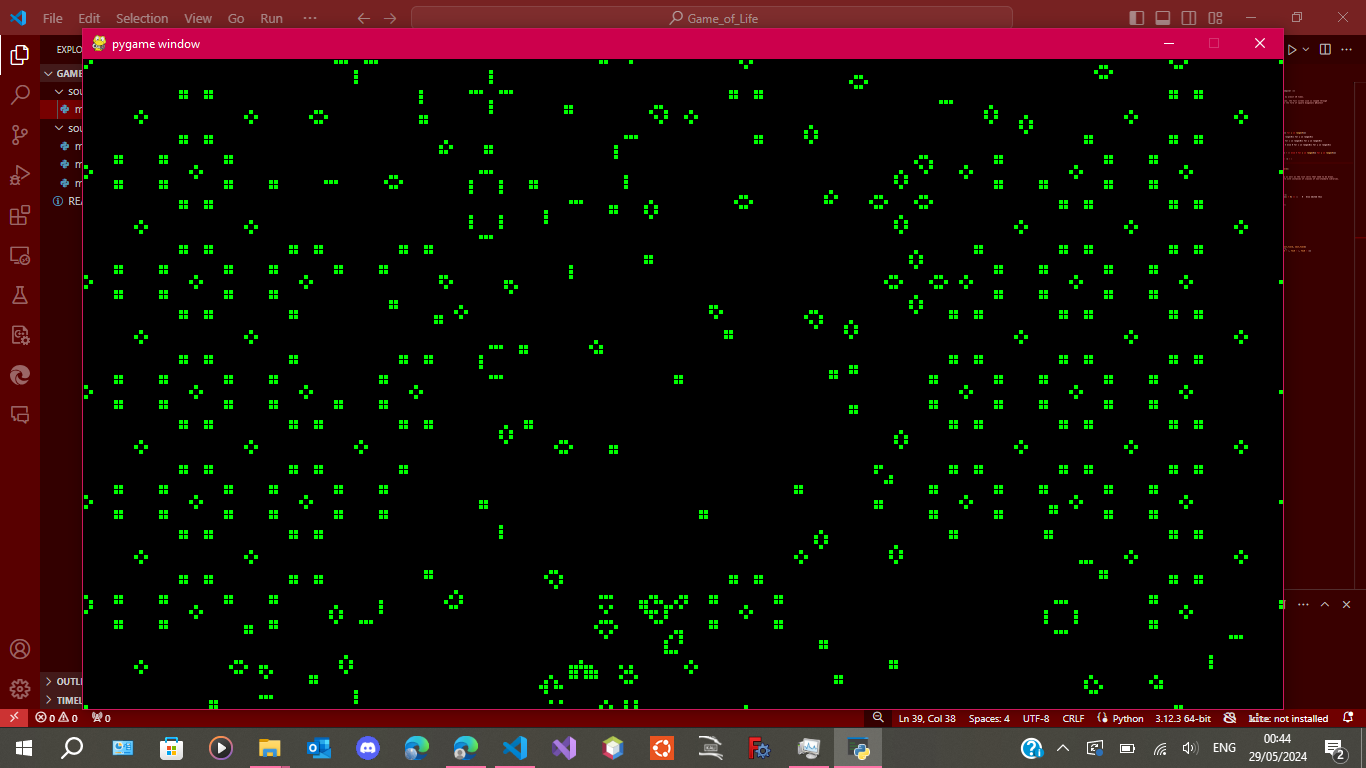 File Edit Selection View Go Run ···
Game_of_Life
pygame window
EXPLO
GAME
sou
m
sou
m
m
m
REA
OUTLI
TIMEL
0 0 0
Ln 39, Col 38 Spaces: 4 UTF-8 CRLF Python 3.12.3 64-bit kite: not installed
ENG
00:44
29/05/2024
2